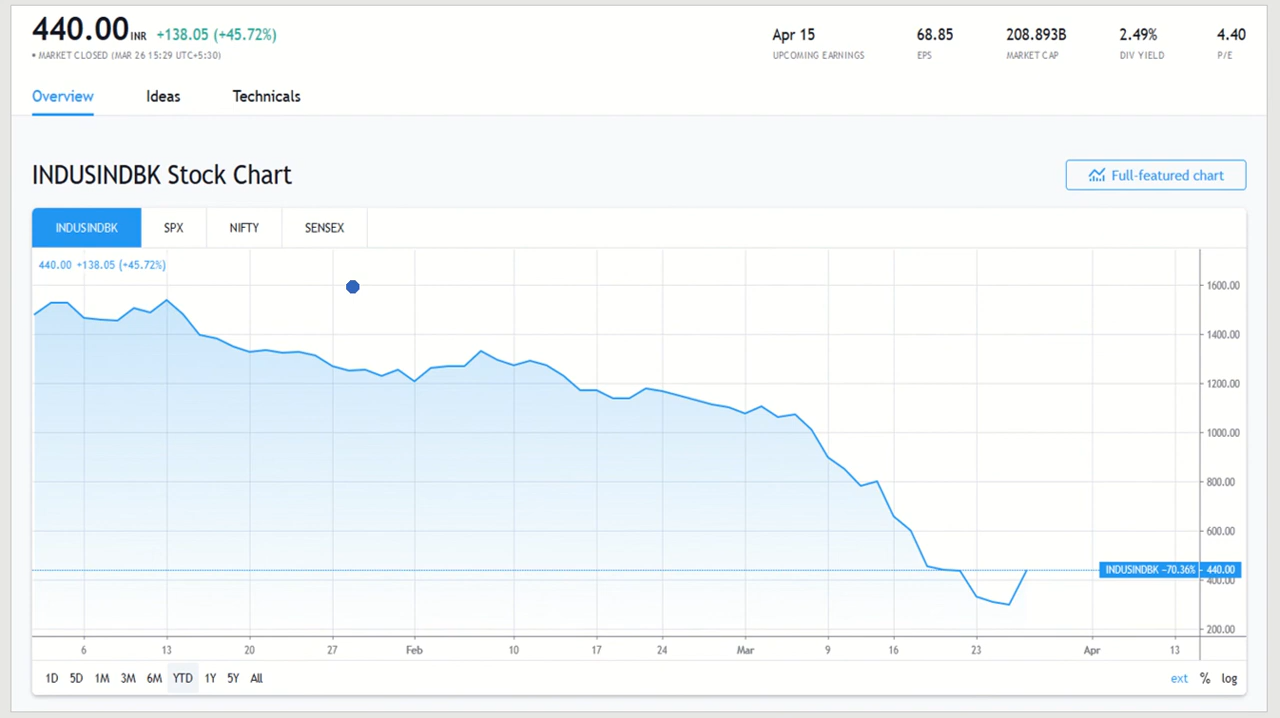 440.00 INR +138.05 (+45.72%) Apr 15 68.85 208.893B 2.49% 4.40
• MARKET CLOSED (MAR 26 15:29 UTC+5:30) UPCOMING EARNINGS EPS MARKET CAP DIV YIELD P/E
Overview Ideas Technicals
INDUSINDBK Stock Chart Full-featured chart
INDUSINDBK SPX NIFTY SENSEX
440.00 +138.05 (+45.72%)
1600.00
1400.00
1200.00
1000.00
800.00
600.00
INDUSINDBK −70.36% 440.00
400.00
200.00
6 13 20 27 Feb 10 17 24 Mar 9 16 23 Apr 13
1D 5D 1M 3M 6M YTD 1Y 5Y All ext % log